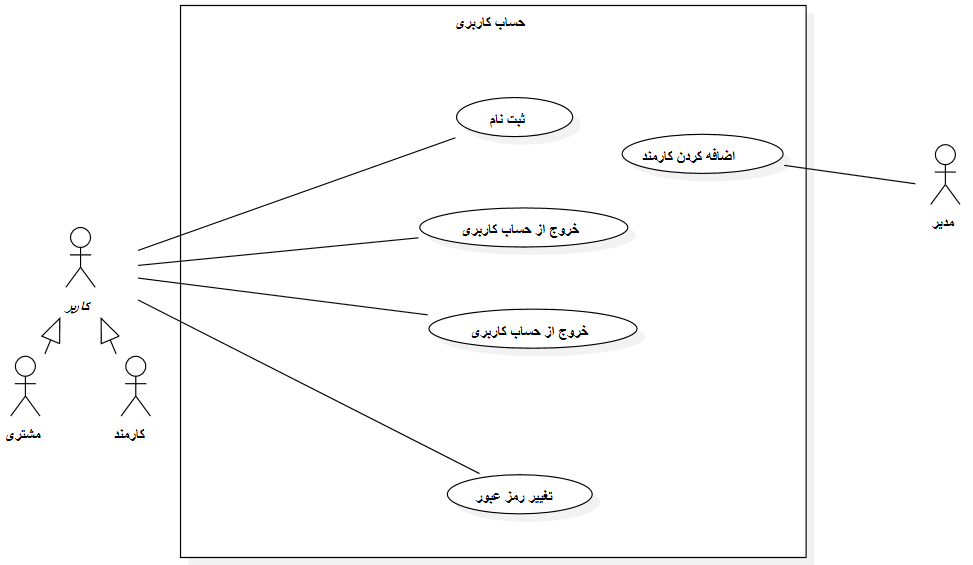 حساب کاربری
ثبت نام
اضافه کردن کارمند
خروج از حساب کاربری
خروج از حساب کاربری
تغییر رمز عبور
کاربر
مشتری
کارمند
مدیر